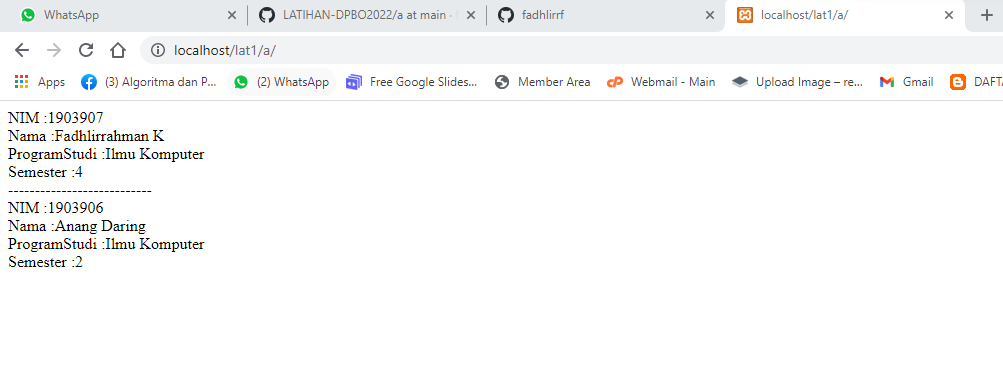 WhatsApp
LATIHAN-DPBO2022/a at main ·
fadhlirrf
localhost/lat1/a/
localhost/lat1/a/
Apps
(3) Algoritma dan P...
(2) WhatsApp
Free Google Slides...
Member Area
Webmail - Main
Upload Image – re...
Gmail
DAFTA
NIM :1903907
Nama :Fadhlirrahman K
ProgramStudi :Ilmu Komputer
Semester :4
---------------------------
NIM :1903906
Nama :Anang Daring
ProgramStudi :Ilmu Komputer
Semester :2